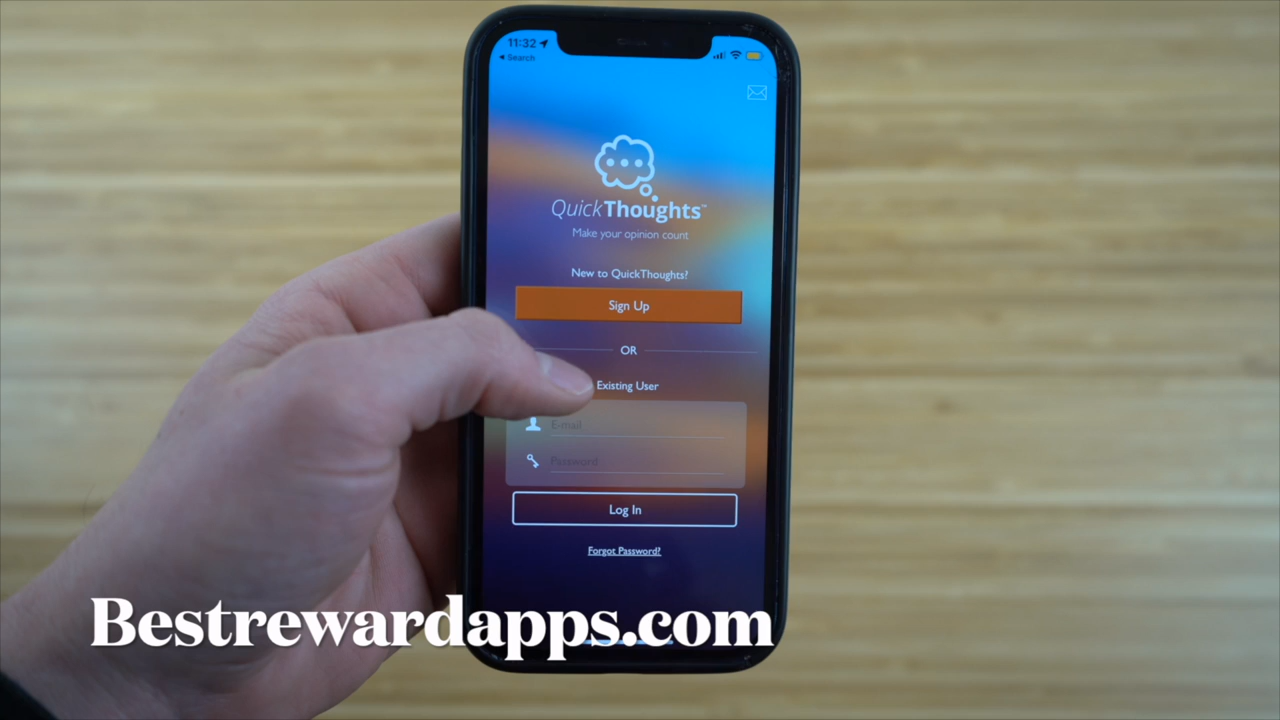 11:32
◀ Search
QuickThoughts™
Make your opinion count
New to QuickThoughts?
Sign Up
OR
Existing User
E-mail
Password
Log In
Forgot Password?
Bestrewardapps.com